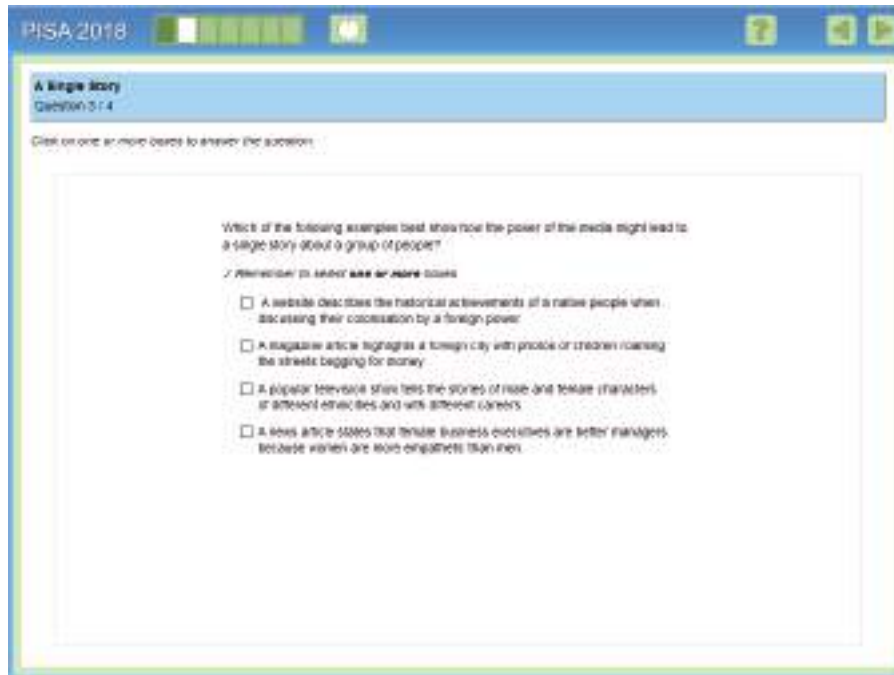 PISA 2018
?
A Single Story
Question 3 / 4
Click on one or more boxes to answer the question.
Which of the following examples best show how the power of the media might lead to
a single story about a group of people?
Remember to select one or more boxes
A website describes the historical achievements of a native people when
discussing their colonisation by a foreign power.
A magazine article highlights a foreign city with photos of children roaming
the streets begging for money.
A popular television show tells the stories of male and female characters
of different ethnicities and with different careers.
A news article states that female business executives are better managers
because women are more empathetic than men.